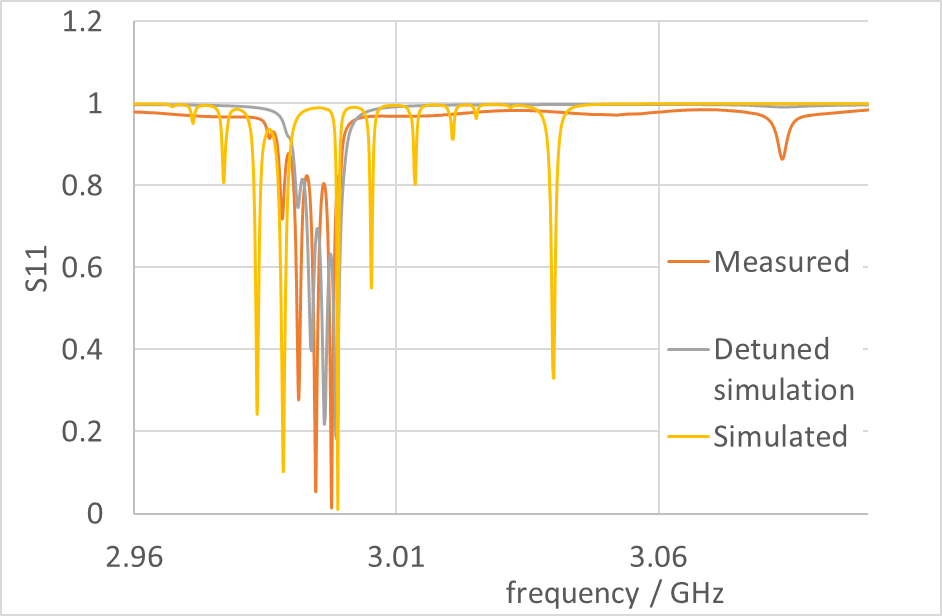 1.2
1
0.8
0.6
0.4
0.2
0
S11
Measured
Detuned
simulation
Simulated
2.96
3.01
3.06
frequency / GHz